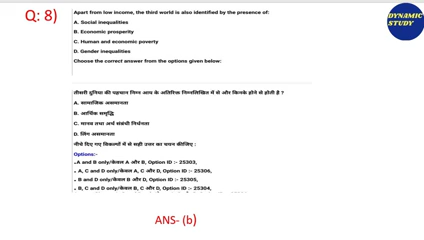 Q: 8)
Apart from low income, the third world is also identified by the presence of:
A. Social inequalities
B. Economic prosperity
C. Human and economic poverty
D. Gender inequalities
Choose the correct answer from the options given below:
DYNAMIC
STUDY
तीसरी दुनिया की पहचान निम्न आय के अतिरिक्त निम्नलिखित में से और किनके होने से होती है ?
A. सामाजिक असमानता
B. आर्थिक समृद्धि
C. मानव तथा अर्थ संबंधी निर्धनता
D. लिंग असमानता
नीचे दिए गए विकल्पों में से सही उत्तर का चयन कीजिए :
Options:-
A and B only/केवल A और B, Option ID :- 25303,
A, C and D only/केवल A, C और D, Option ID :- 25306,
B and D only/केवल B और D, Option ID :- 25305,
B, C and D only/केवल B, C और D, Option ID :- 25304,
ANS- (b)